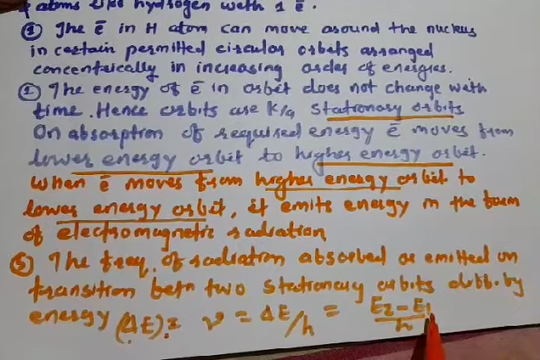 atoms like hydrogen with 1 ē.
① The ē in H atom can move around the nucleus
in certain permitted circular orbits arranged
concentrically in increasing order of energies.
② The energy of ē in orbit does not change with
time. Hence orbits are k/a stationary orbits
On absorption of required energy ē moves from
lower energy orbit to higher energy orbit.
When ē moves from higher energy orbit to
lower energy orbit, it emits energy in the form
of electromagnetic radiation
③ The freq. of radiation absorbed or emitted on
transition betn two stationary orbits diff. by
energy (ΔE) = ν = ΔE/h = E2-E1/h